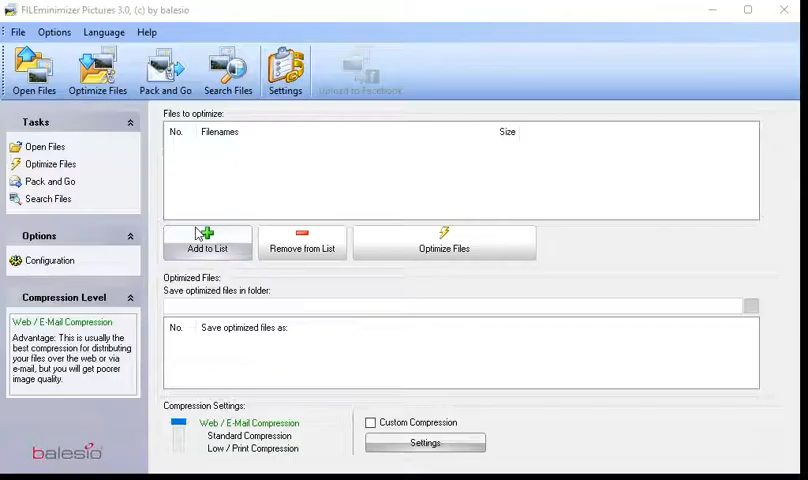 FILEminimizer Pictures 3.0, (c) by balesio
File Options Language Help
Open Files Optimize Files Pack and Go Search Files Settings Upload to Facebook
Tasks
Open Files
Optimize Files
Pack and Go
Search Files
Options
Configuration
Compression Level
Web / E-Mail Compression
Advantage: This is usually the
best compression for distributing
your files over the web or via
e-mail, but you will get poorer
image quality.
balesio
Files to optimize:
No. Filenames Size
Add to List Remove from List Optimize Files
Optimized Files:
Save optimized files in folder:
No. Save optimized files as:
Compression Settings:
Web / E-Mail Compression
Standard Compression
Low / Print Compression
Custom Compression
Settings